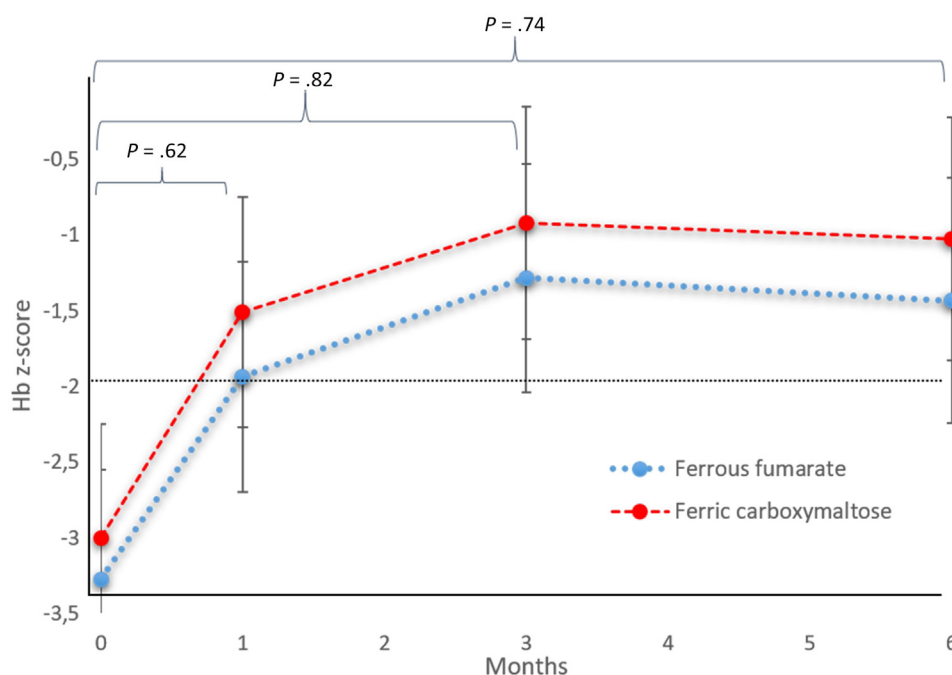 P = .74
P = .82
P = .62
-0,5
-1
-1,5
-2
-2,5
-3
-3,5
Hb z-score
Ferrous fumarate
Ferric carboxymaltose
0 1 2 3 4 5 6
Months